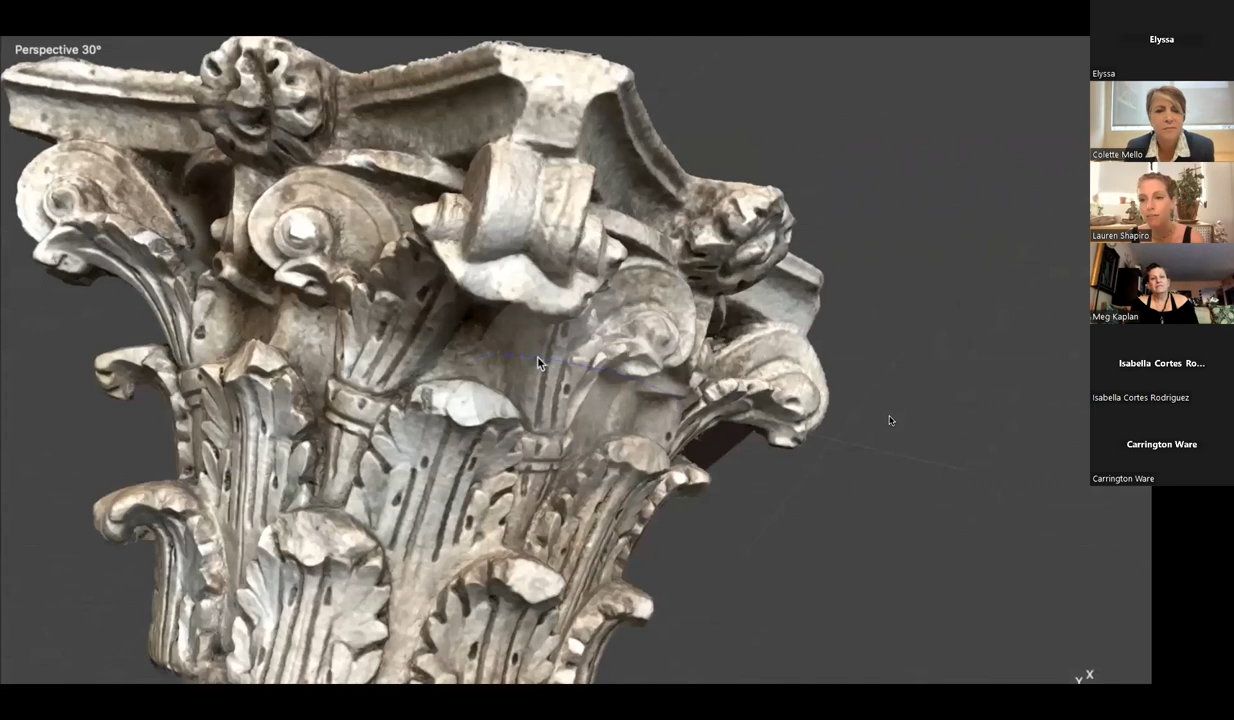 Perspective 30°
Elyssa
Elyssa
Colette Mello
Lauren Shapiro
Meg Kaplan
Isabella Cortes Ro...
Isabella Cortes Rodriguez
Carrington Ware
Carrington Ware
X
Y